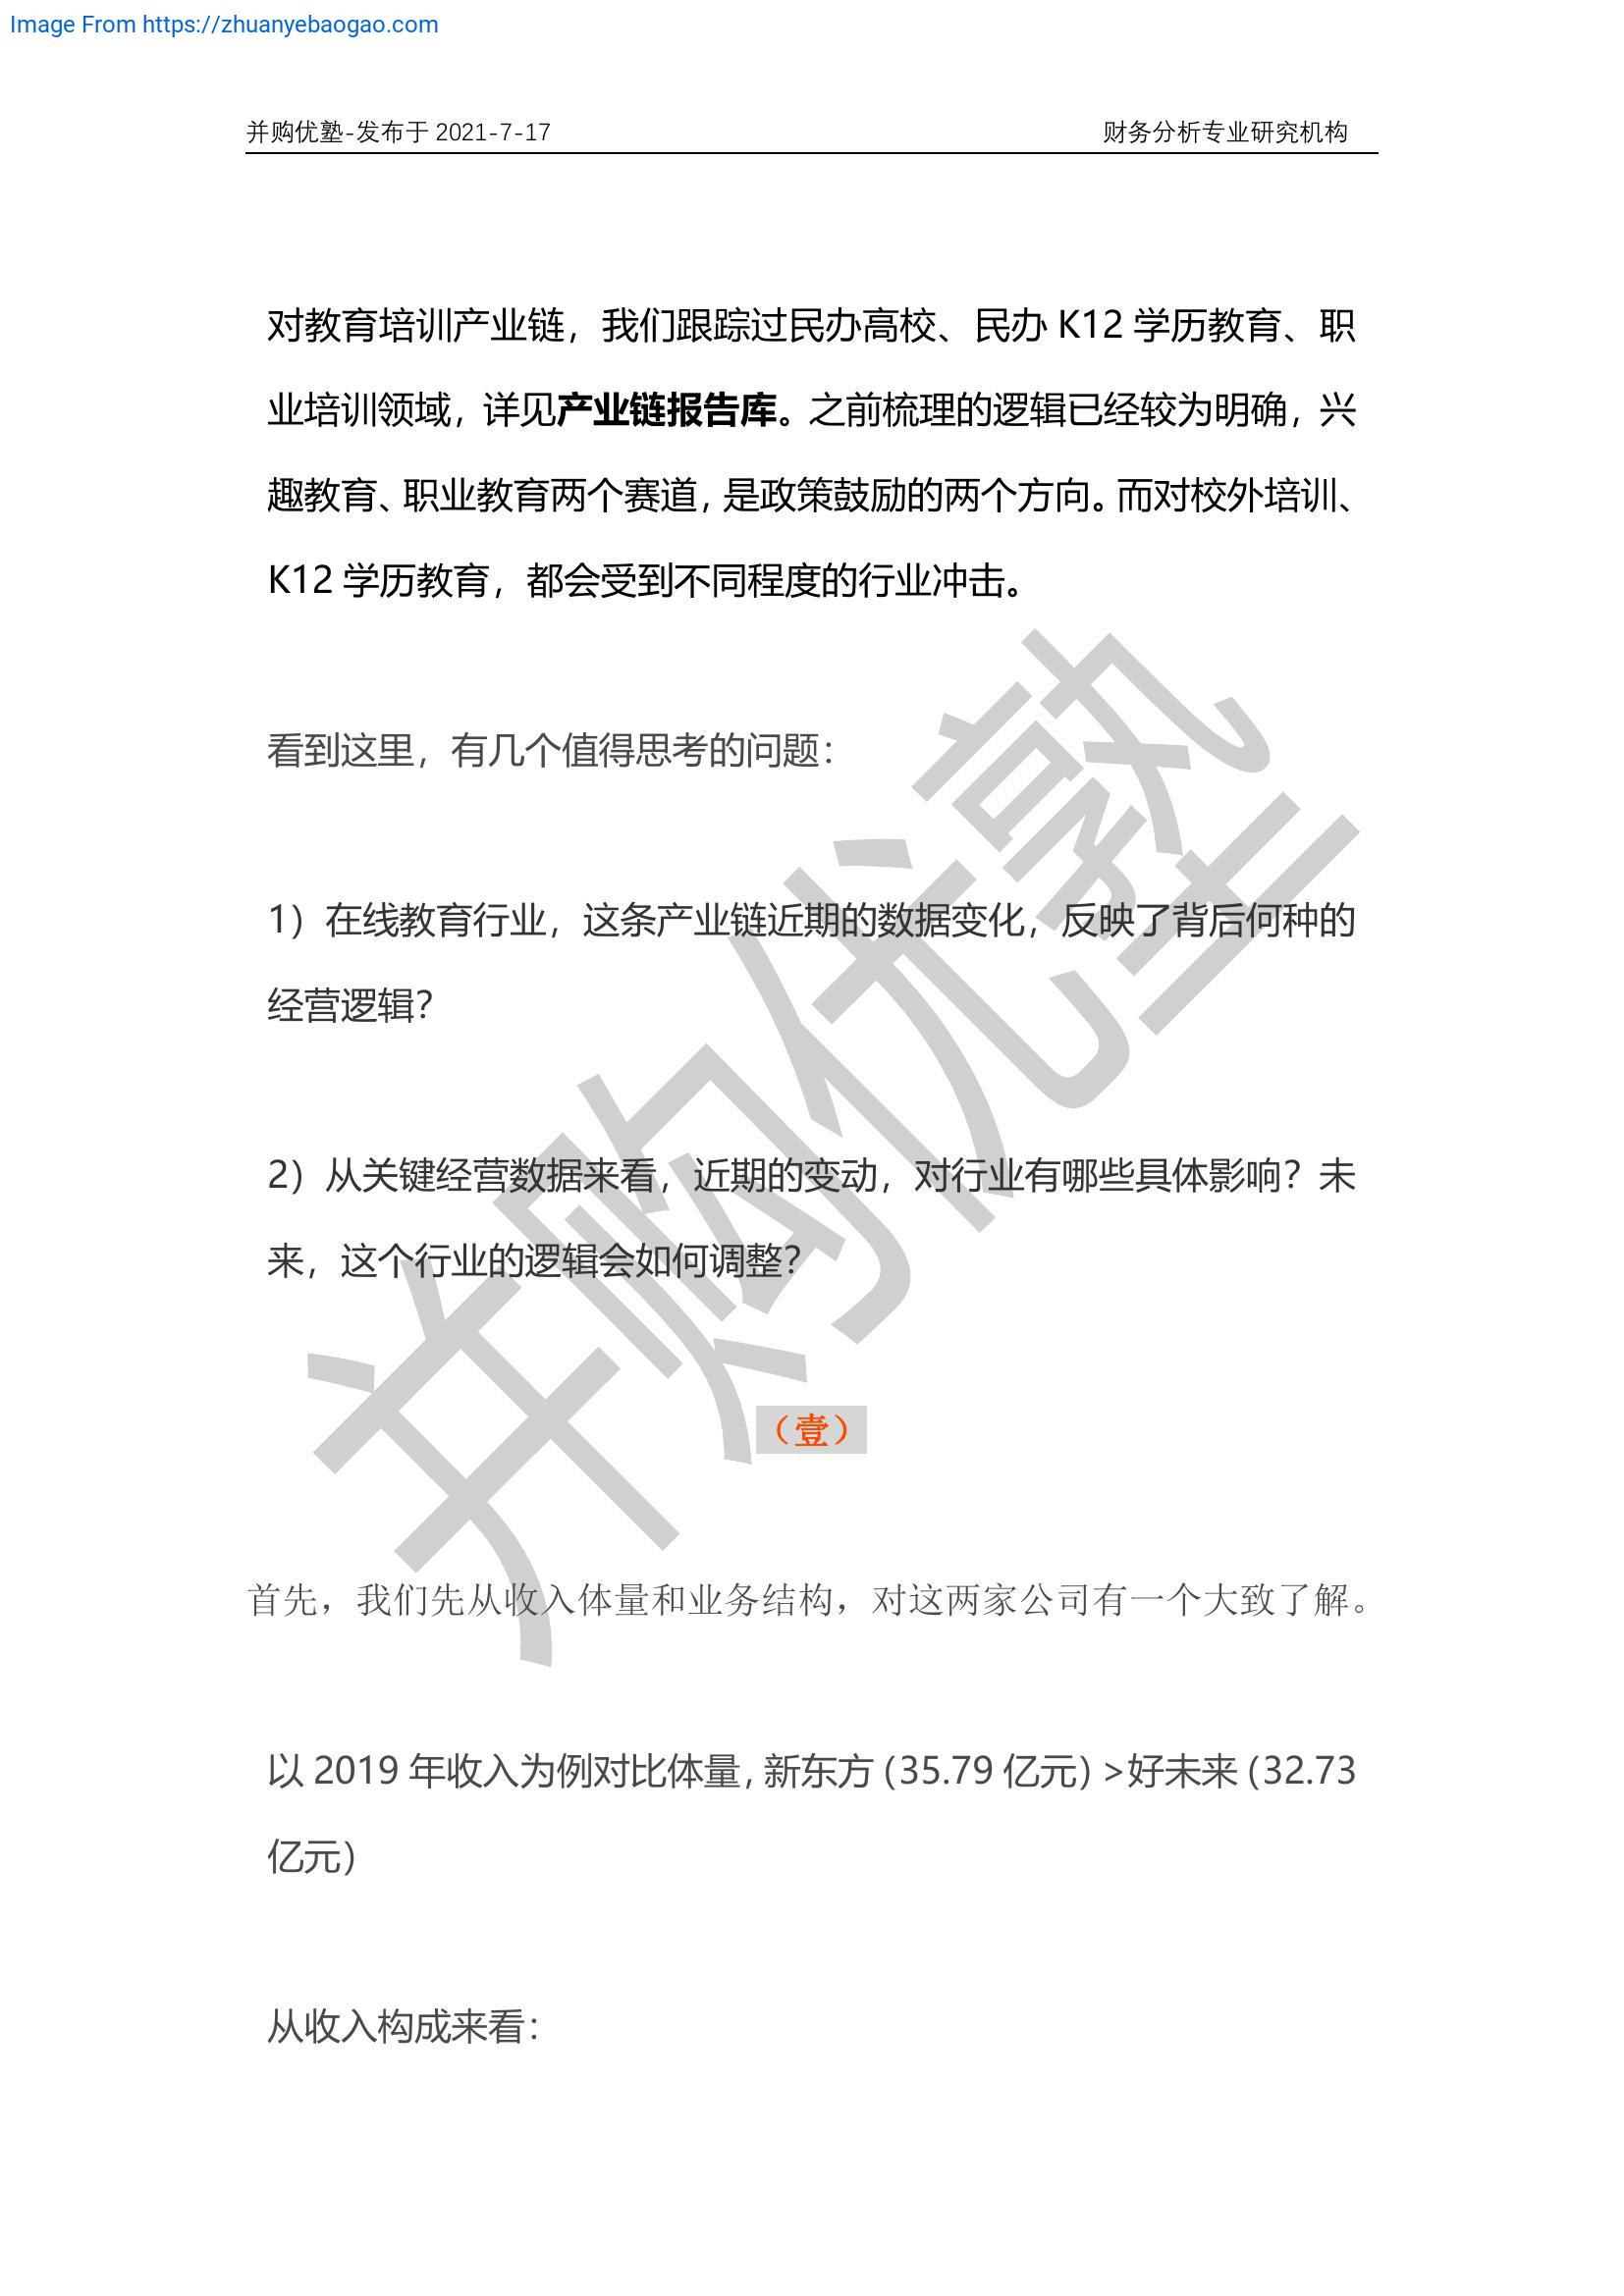 Image From https://zhuanyebaogao.com
并购优塾-发布于 2021-7-17 财务分析专业研究机构
对教育培训产业链，我们跟踪过民办高校、民办 K12 学历教育、职
业培训领域，详见产业链报告库。之前梳理的逻辑已经较为明确，兴
趣教育、职业教育两个赛道，是政策鼓励的两个方向。而对校外培训、
K12 学历教育，都会受到不同程度的行业冲击。
看到这里，有几个值得思考的问题：
1）在线教育行业，这条产业链近期的数据变化，反映了背后何种的
经营逻辑？
2）从关键经营数据来看，近期的变动，对行业有哪些具体影响？未
来，这个行业的逻辑会如何调整？
（壹）
首先，我们先从收入体量和业务结构，对这两家公司有一个大致了解。
以 2019 年收入为例对比体量，新东方（35.79 亿元）>好未来（32.73
亿元）
从收入构成来看：
并购优塾